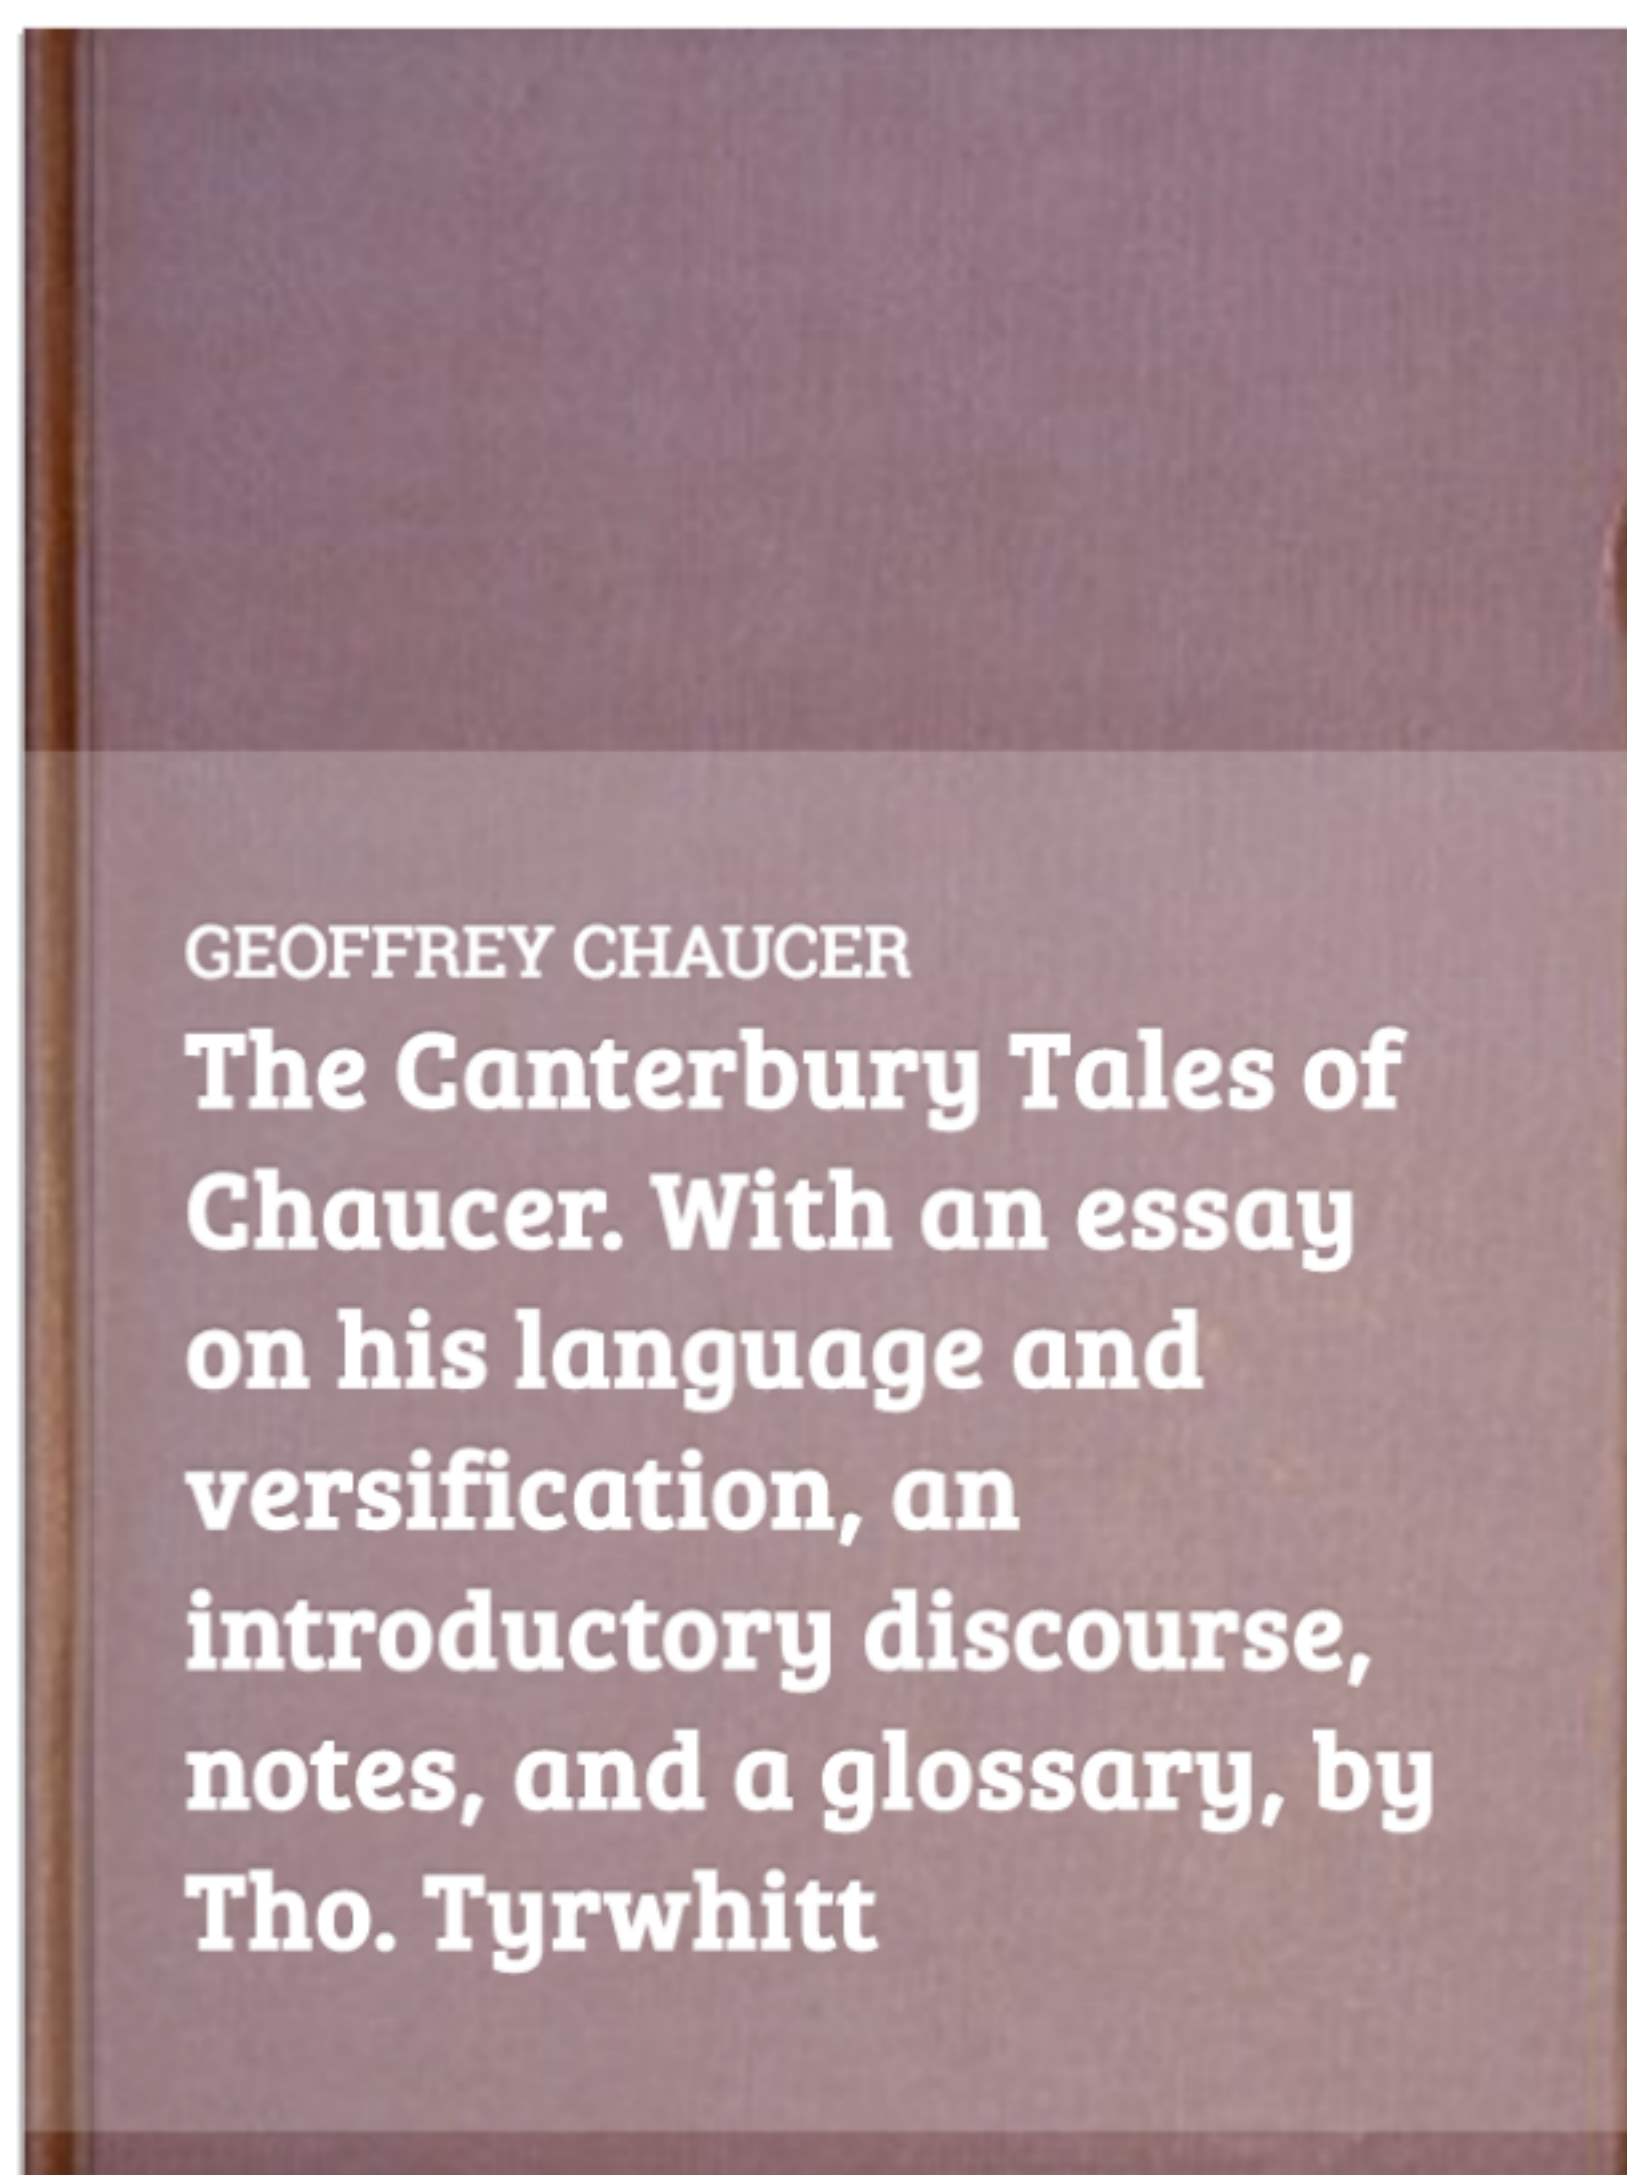 GEOFFREY CHAUCER
The Canterbury Tales of
Chaucer. With an essay
on his language and
versification, an
introductory discourse,
notes, and a glossary, by
Tho. Tyrwhitt